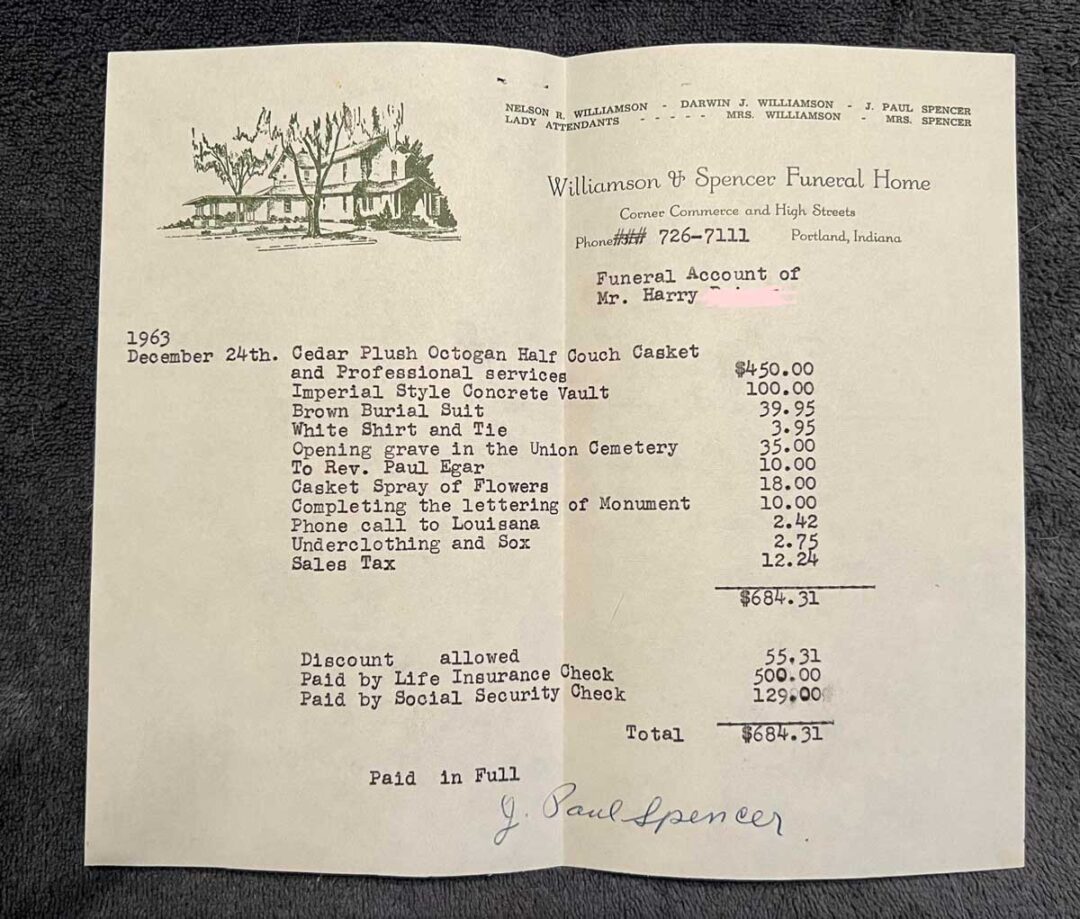 NELSON R. WILLIAMSON - DARWIN J. WILLIAMSON - J. PAUL SPENCER
LADY ATTENDANTS - - - - - MRS. WILLIAMSON - MRS. SPENCER
Williamson & Spencer Funeral Home
Corner Commerce and High Streets
Phone 726-7111 Portland, Indiana
Funeral Account of
Mr. Harry
1963
December 24th. Cedar Plush Octogan Half Couch Casket
and Professional services $450.00
Imperial Style Concrete Vault 100.00
Brown Burial Suit 39.95
White Shirt and Tie 3.95
Opening grave in the Union Cemetery 35.00
To Rev. Paul Egar 10.00
Casket Spray of Flowers 18.00
Completing the lettering of Monument 10.00
Phone call to Louisana 2.42
Underclothing and Sox 2.75
Sales Tax 12.24
$684.31
Discount allowed 55.31
Paid by Life Insurance Check 500.00
Paid by Social Security Check 129.00
Total $684.31
Paid in Full
J. Paul Spencer